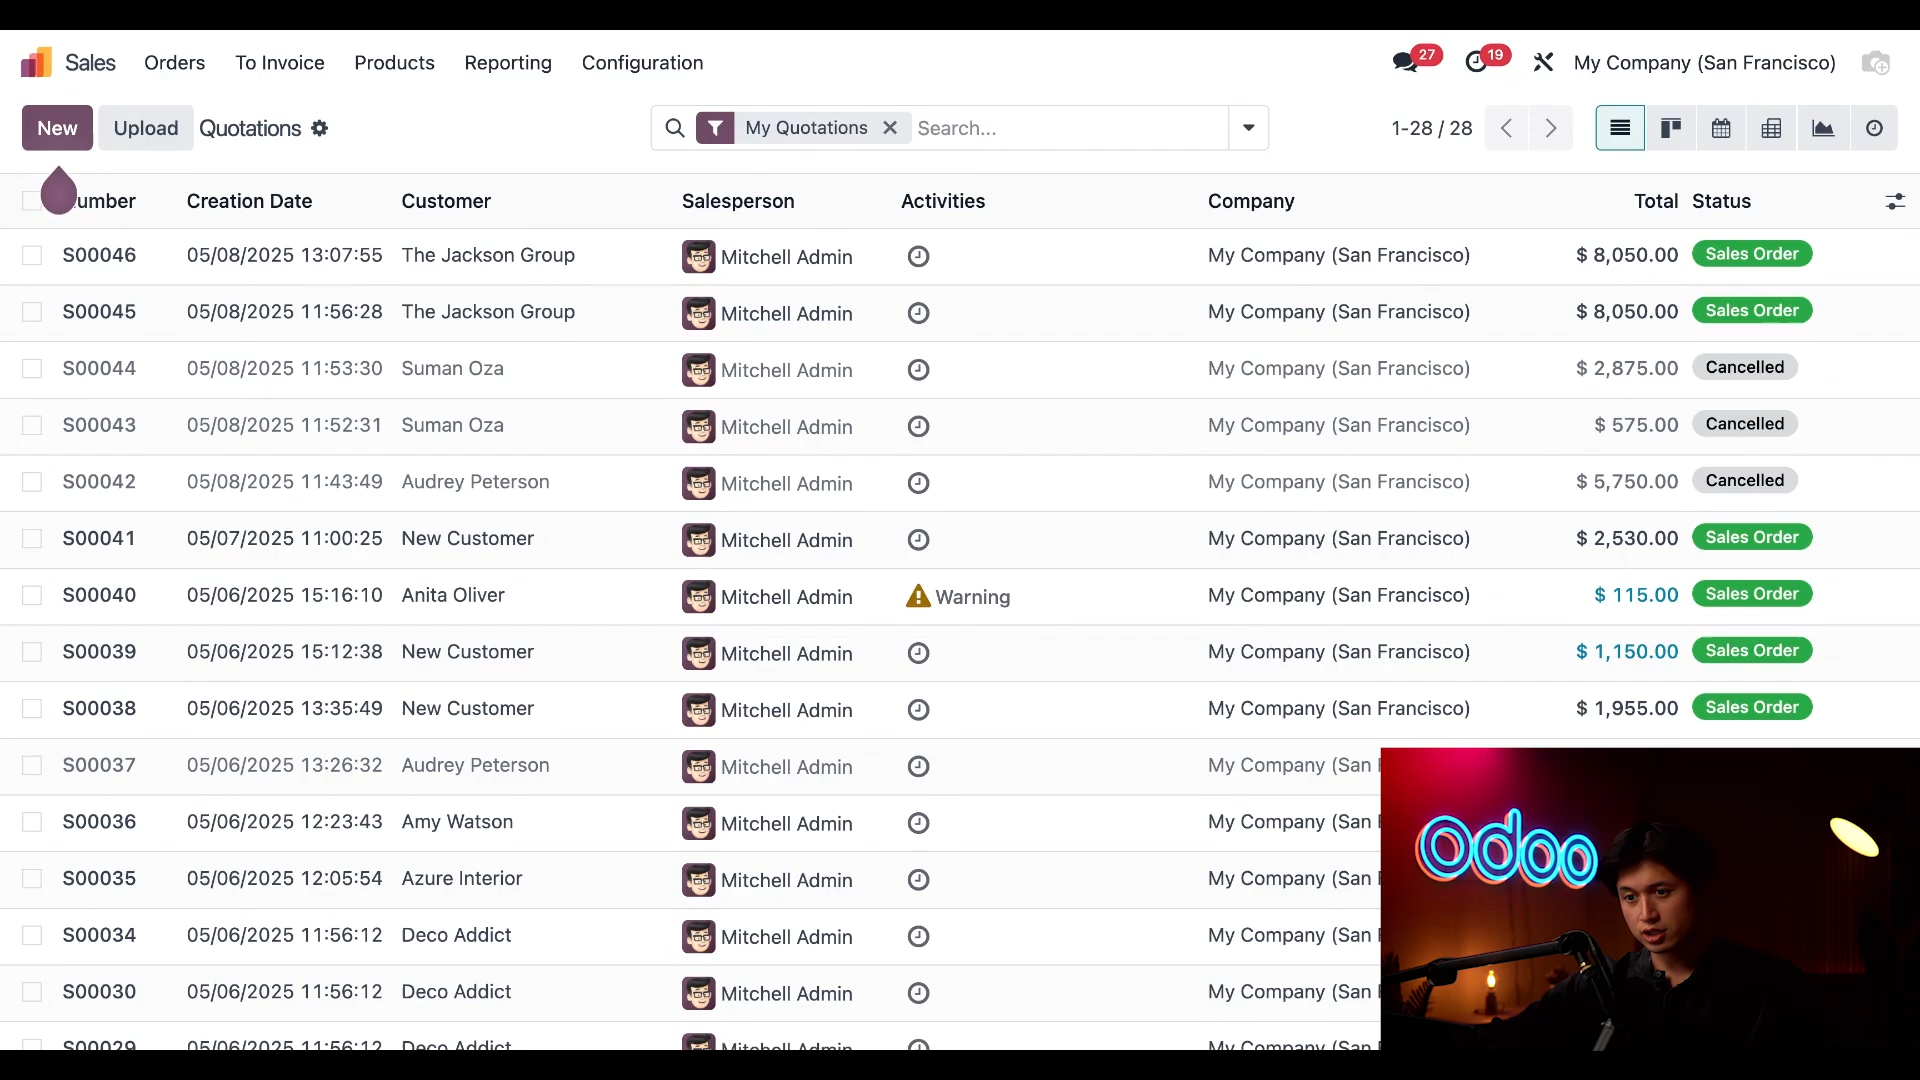 Sales Orders To Invoice Products Reporting Configuration 27 19 My Company (San Francisco)
New Upload Quotations My Quotations Search... 1-28 / 28
umber Creation Date Customer Salesperson Activities Company Total Status
S00046 05/08/2025 13:07:55 The Jackson Group Mitchell Admin My Company (San Francisco) $ 8,050.00 Sales Order
S00045 05/08/2025 11:56:28 The Jackson Group Mitchell Admin My Company (San Francisco) $ 8,050.00 Sales Order
S00044 05/08/2025 11:53:30 Suman Oza Mitchell Admin My Company (San Francisco) $ 2,875.00 Cancelled
S00043 05/08/2025 11:52:31 Suman Oza Mitchell Admin My Company (San Francisco) $ 575.00 Cancelled
S00042 05/08/2025 11:43:49 Audrey Peterson Mitchell Admin My Company (San Francisco) $ 5,750.00 Cancelled
S00041 05/07/2025 11:00:25 New Customer Mitchell Admin My Company (San Francisco) $ 2,530.00 Sales Order
S00040 05/06/2025 15:16:10 Anita Oliver Mitchell Admin Warning My Company (San Francisco) $ 115.00 Sales Order
S00039 05/06/2025 15:12:38 New Customer Mitchell Admin My Company (San Francisco) $ 1,150.00 Sales Order
S00038 05/06/2025 13:35:49 New Customer Mitchell Admin My Company (San Francisco) $ 1,955.00 Sales Order
S00037 05/06/2025 13:26:32 Audrey Peterson Mitchell Admin My Company (San
S00036 05/06/2025 12:23:43 Amy Watson Mitchell Admin My Company (San
S00035 05/06/2025 12:05:54 Azure Interior Mitchell Admin My Company (San
S00034 05/06/2025 11:56:12 Deco Addict Mitchell Admin My Company (San
S00030 05/06/2025 11:56:12 Deco Addict Mitchell Admin My Company (San
S00029 05/06/2025 11:56:12 Deco Addict Mitchell Admin My Company (San
odoo